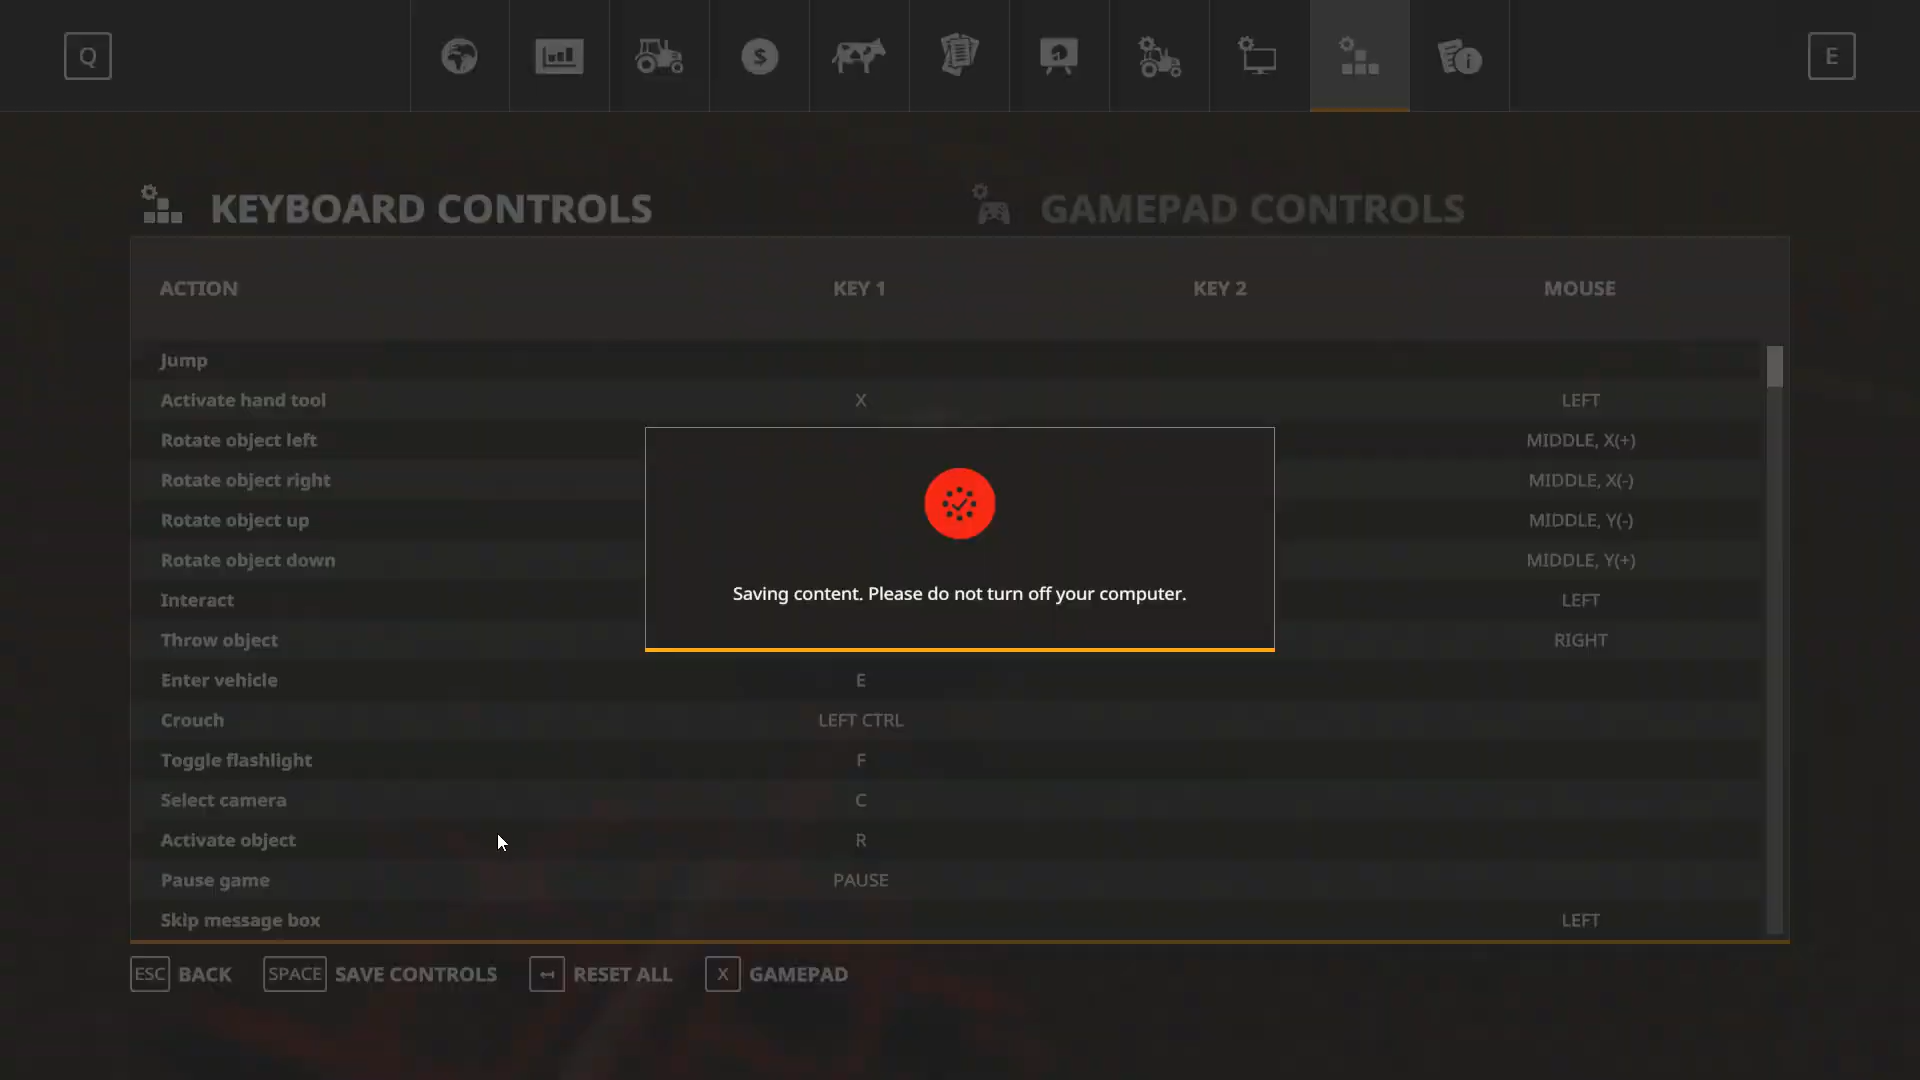 Q
$
i
E
KEYBOARD CONTROLS
GAMEPAD CONTROLS
ACTION KEY 1 KEY 2 MOUSE
Jump
Activate hand tool X LEFT
Rotate object left MIDDLE, X(+)
Rotate object right MIDDLE, X(-)
Rotate object up MIDDLE, Y(-)
Rotate object down MIDDLE, Y(+)
Interact LEFT
Saving content. Please do not turn off your computer.
Throw object RIGHT
Enter vehicle E
Crouch LEFT CTRL
Toggle flashlight F
Select camera C
Activate object R
Pause game PAUSE
Skip message box LEFT
ESC BACK SPACE SAVE CONTROLS RESET ALL X GAMEPAD